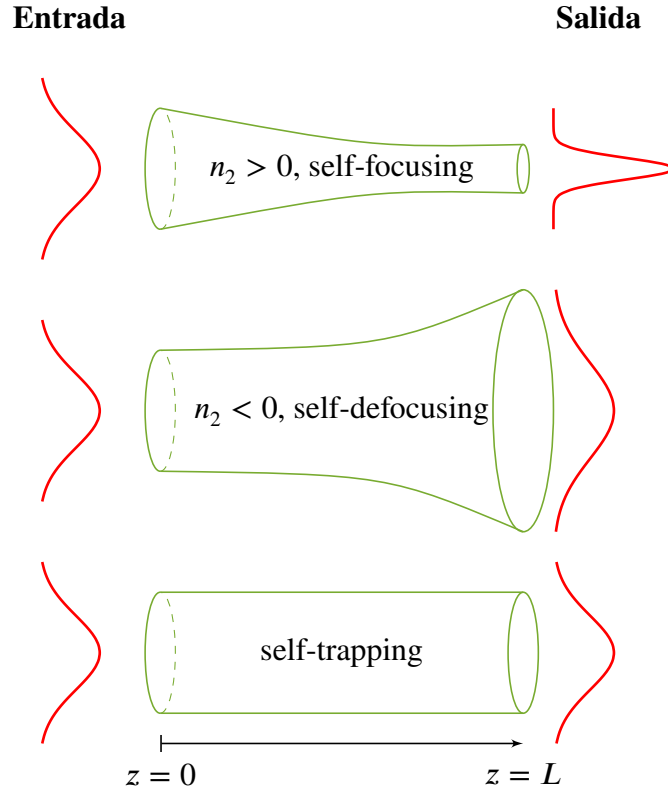 Entrada
Salida
n₂ > 0, self-focusing
n₂ < 0, self-defocusing
self-trapping
z = 0
z = L